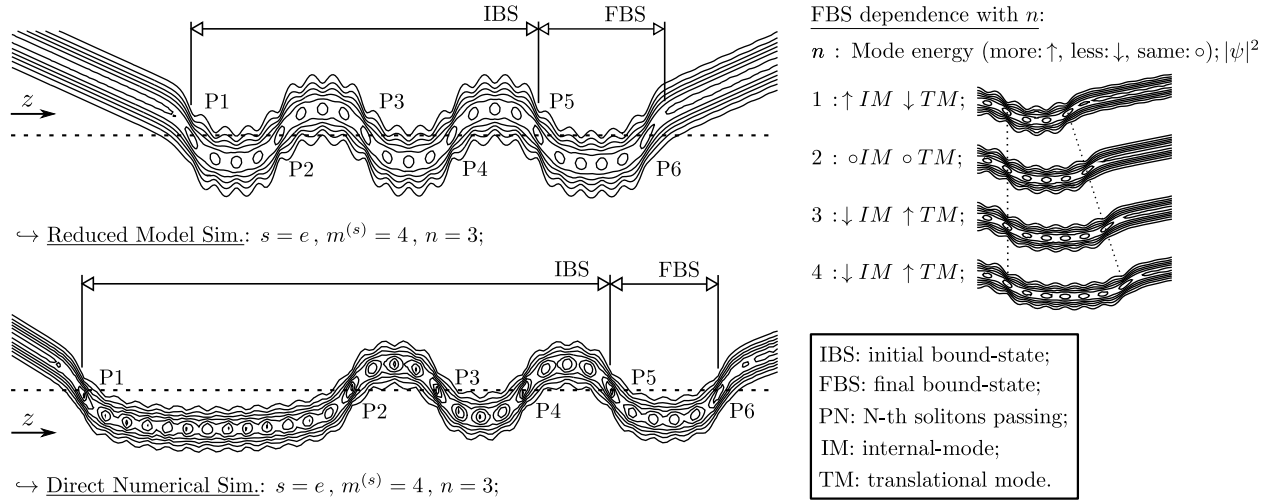 IBS FBS
z P1 P3 P5
P2 P4 P6
↪ Reduced Model Sim.: s = e, m^(s) = 4, n = 3;
IBS FBS
P1 P3 P5
z P2 P4 P6
↪ Direct Numerical Sim.: s = e, m^(s) = 4, n = 3;
FBS dependence with n:
n : Mode energy (more: ↑, less: ↓, same: ∘); |ψ|²
1 : ↑ IM ↓ TM;
2 : ∘ IM ∘ TM;
3 : ↓ IM ↑ TM;
4 : ↓ IM ↑ TM;
IBS: initial bound-state;
FBS: final bound-state;
PN: N-th solitons passing;
IM: internal-mode;
TM: translational mode.